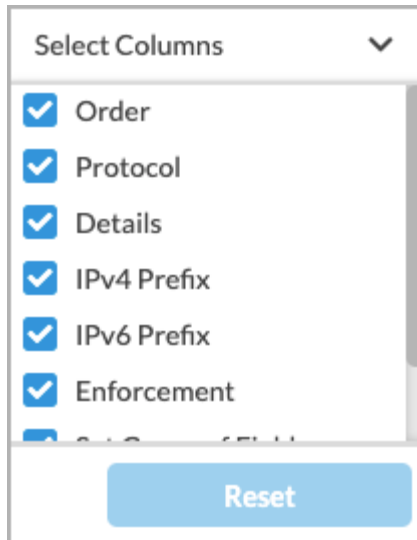 Select Columns
Order
Protocol
Details
IPv4 Prefix
IPv6 Prefix
Enforcement
Reset